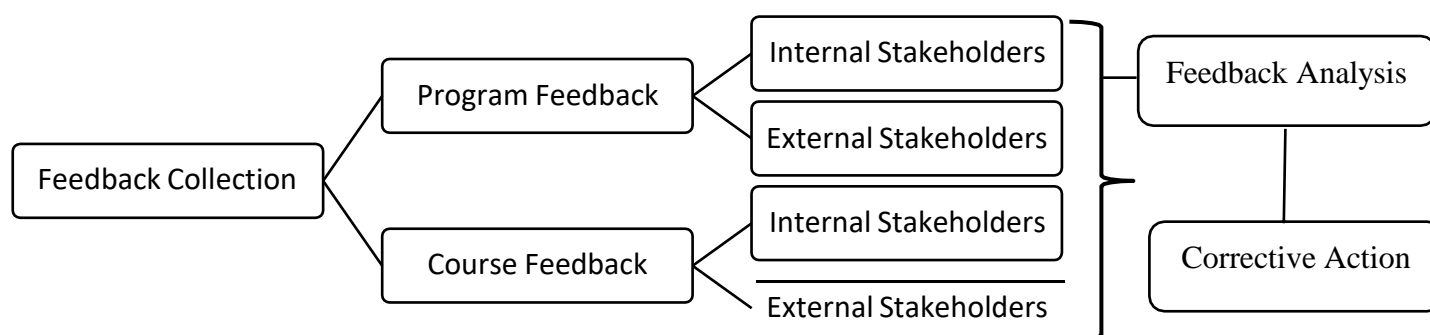 Feedback Collection
Program Feedback
Internal Stakeholders
External Stakeholders
Course Feedback
Internal Stakeholders
External Stakeholders
Feedback Analysis
Corrective Action